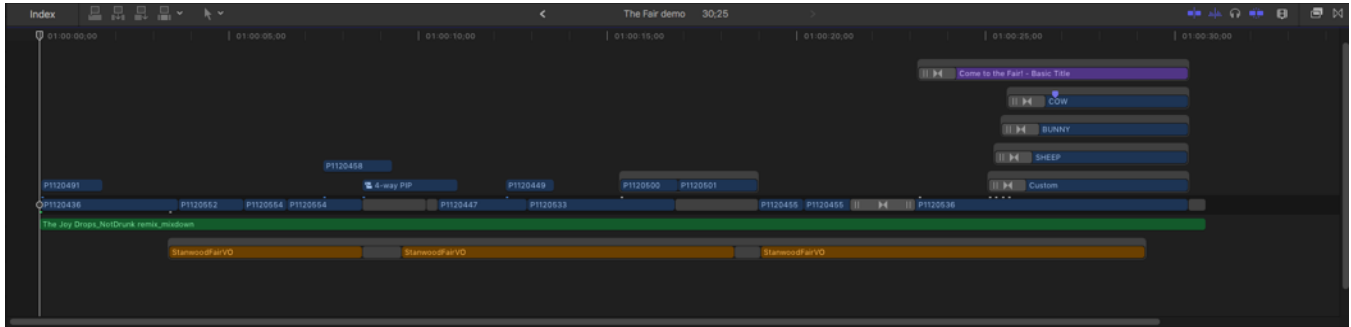 Index
The Fair demo 30;25
01:00:00;00 01:00:05;00 01:00:10;00 01:00:15;00 01:00:20;00 01:00:25;00 01:00:30;00
Come to the Fair! - Basic Title
COW
BUNNY
SHEEP
P1120458
P1120491 4-way PIP P1120449 P1120500 P1120501 Custom
P1120436 P1120552 P1120554 P1120554 P1120447 P1120533 P1120455 P1120455 P1120536
The Joy Drops_NotDrunk remix_mixdown
StanwoodFairVO StanwoodFairVO StanwoodFairVO